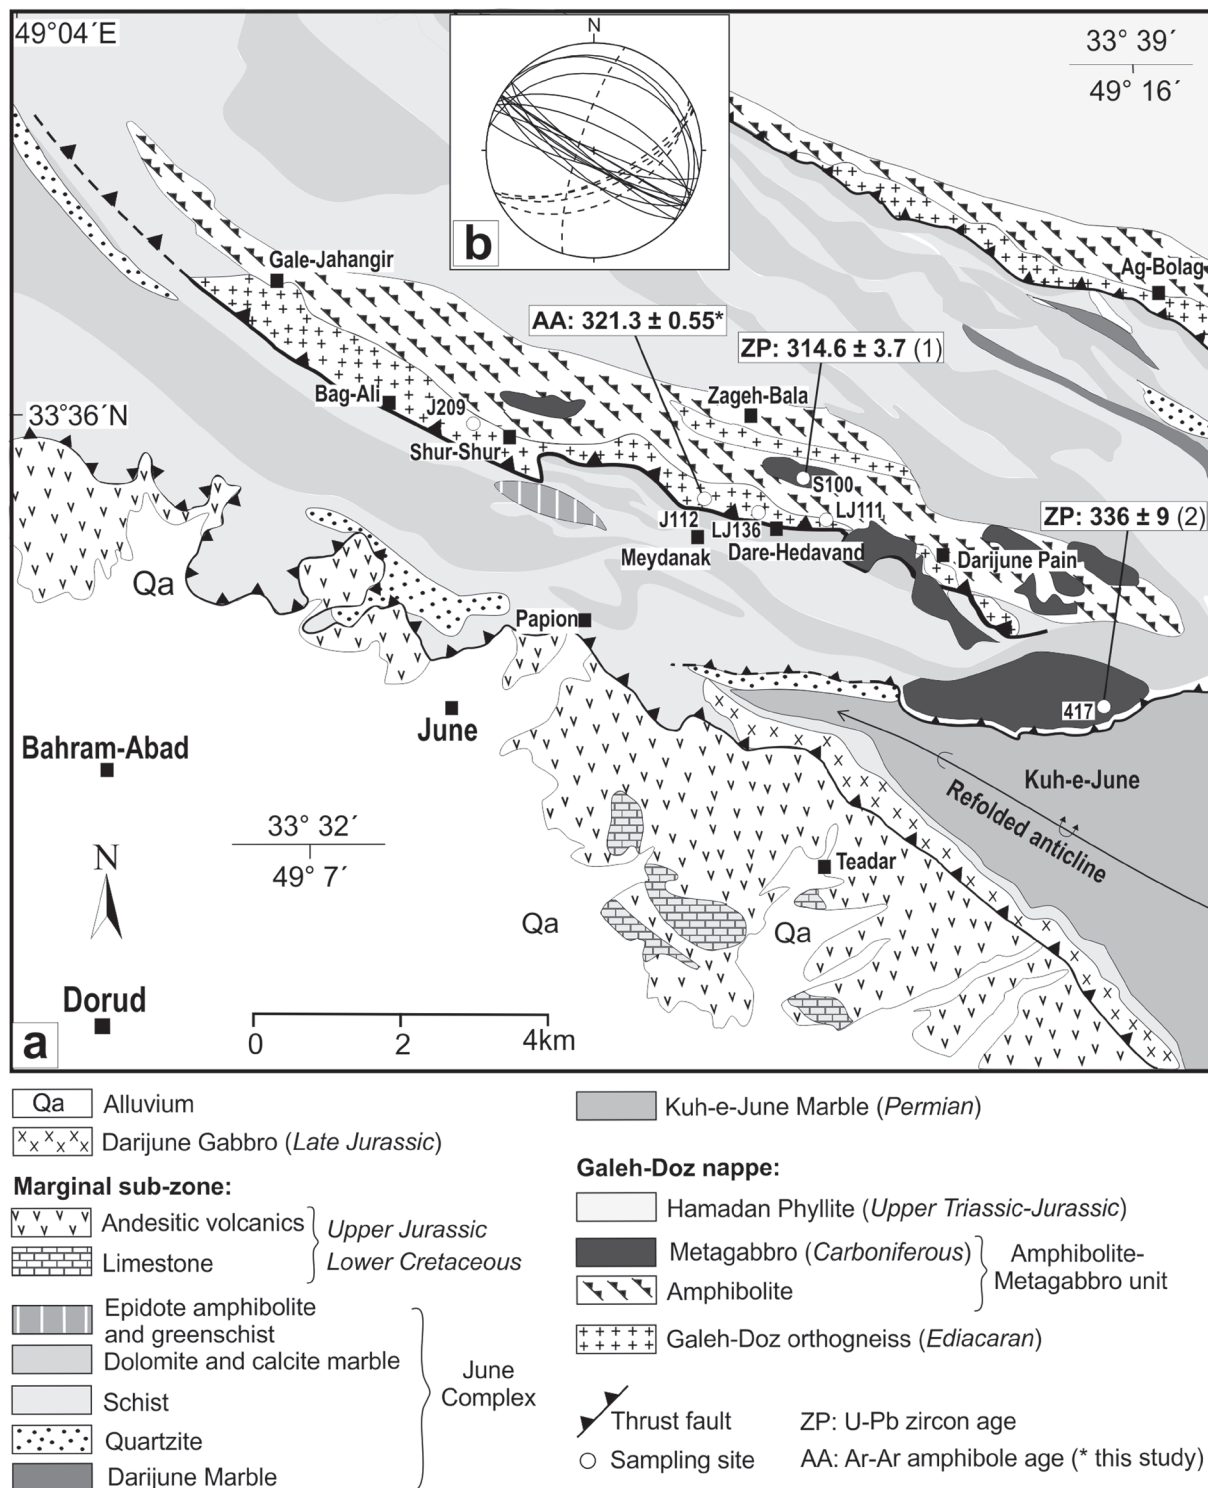 49°04´E
N
33° 39´
49° 16´
b
Gale-Jahangir
Ag-Bolag
AA: 321.3 ± 0.55*
ZP: 314.6 ± 3.7 (1)
Bag-Ali
J209
Zageh-Bala
33°36´N
Shur-Shur
S100
J112
LJ136
LJ111
ZP: 336 ± 9 (2)
Meydanak
Dare-Hedavand
Darijune Pain
Qa
Papion
417
June
Bahram-Abad
Kuh-e-June
Refolded anticline
33° 32´
49° 7´
N
Teadar
Qa
Qa
Dorud
a
0
2
4km
Qa
Alluvium
Darijune Gabbro (Late Jurassic)
Marginal sub-zone:
Andesitic volcanics
Limestone
Upper Jurassic
Lower Cretaceous
Epidote amphibolite
and greenschist
Dolomite and calcite marble
Schist
Quartzite
Darijune Marble
June
Complex
Kuh-e-June Marble (Permian)
Galeh-Doz nappe:
Hamadan Phyllite (Upper Triassic-Jurassic)
Metagabbro (Carboniferous)
Amphibolite
Amphibolite-
Metagabbro unit
Galeh-Doz orthogneiss (Ediacaran)
Thrust fault
ZP: U-Pb zircon age
Sampling site
AA: Ar-Ar amphibole age (* this study)